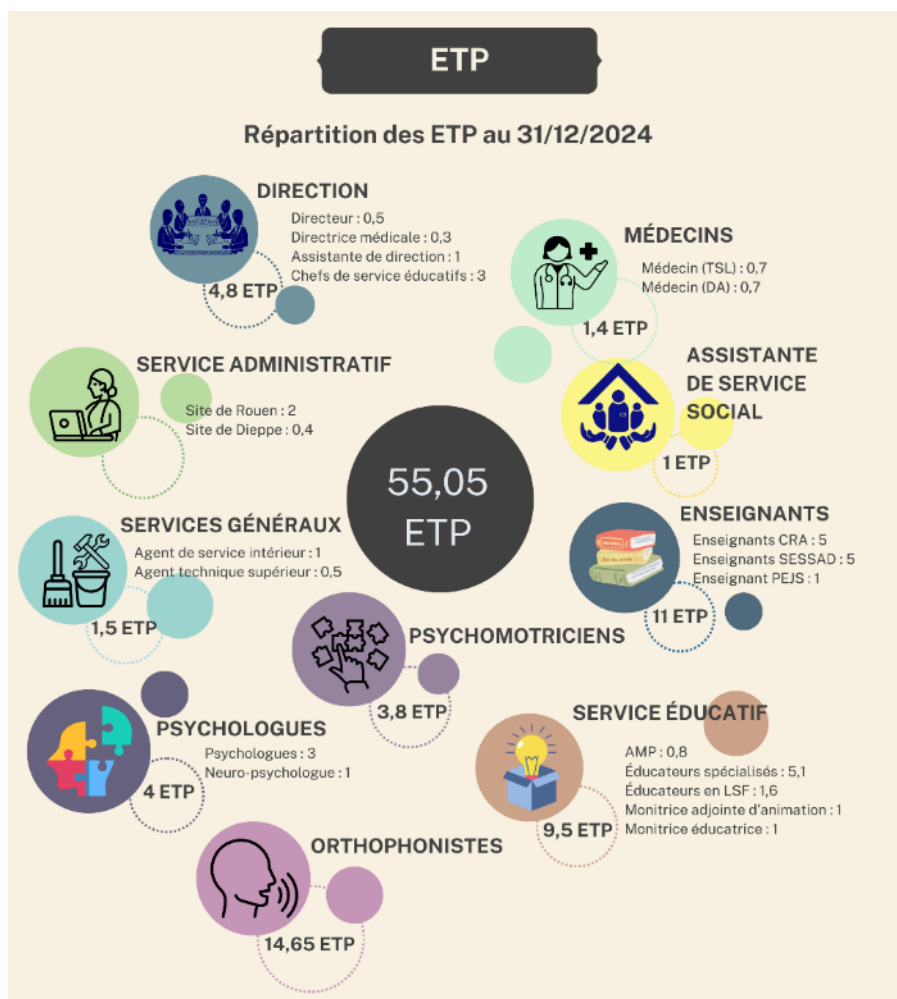 ETP
Répartition des ETP au 31/12/2024
DIRECTION
Directeur : 0,5
Directrice médicale : 0,3
Assistante de direction : 1
Chefs de service éducatifs : 3
4,8 ETP
MÉDECINS
Médecin (TSL) : 0,7
Médecin (DA) : 0,7
1,4 ETP
SERVICE ADMINISTRATIF
Site de Rouen : 2
Site de Dieppe : 0,4
ASSISTANTE
DE SERVICE
SOCIAL
1 ETP
55,05
ETP
SERVICES GÉNÉRAUX
Agent de service intérieur : 1
Agent technique supérieur : 0,5
1,5 ETP
ENSEIGNANTS
Enseignants CRA : 5
Enseignants SESSAD : 5
Enseignant PEJS : 1
11 ETP
PSYCHOMOTRICIENS
3,8 ETP
PSYCHOLOGUES
Psychologues : 3
Neuro-psychologue : 1
4 ETP
SERVICE ÉDUCATIF
AMP : 0,8
Éducateurs spécialisés : 5,1
Éducateurs en LSF : 1,6
Monitrice adjointe d'animation : 1
Monitrice éducatrice : 1
9,5 ETP
ORTHOPHONISTES
14,65 ETP